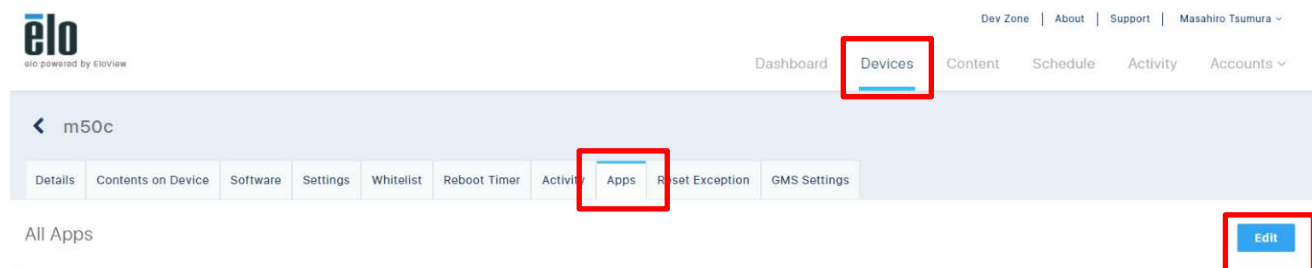 Dev Zone | About | Support | Masahiro Tsumura
ēlo
elo powered by EloView
Dashboard Devices Content Schedule Activity Accounts
m50c
Details Contents on Device Software Settings Whitelist Reboot Timer Activity Apps Reset Exception GMS Settings
All Apps
Edit